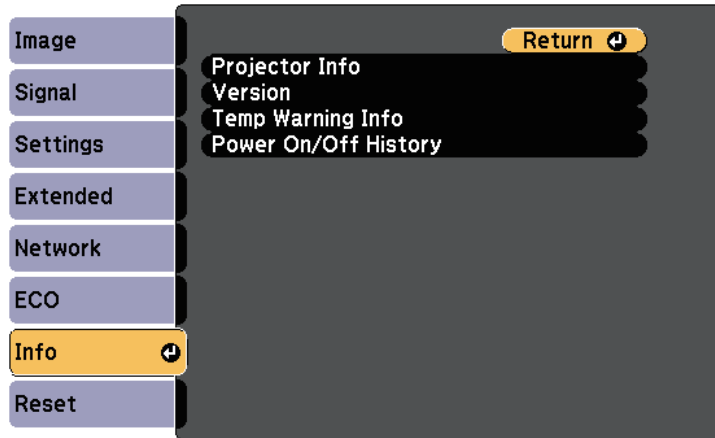 Image
Signal
Settings
Extended
Network
ECO
Info
Reset
Return
Projector Info
Version
Temp Warning Info
Power On/Off History